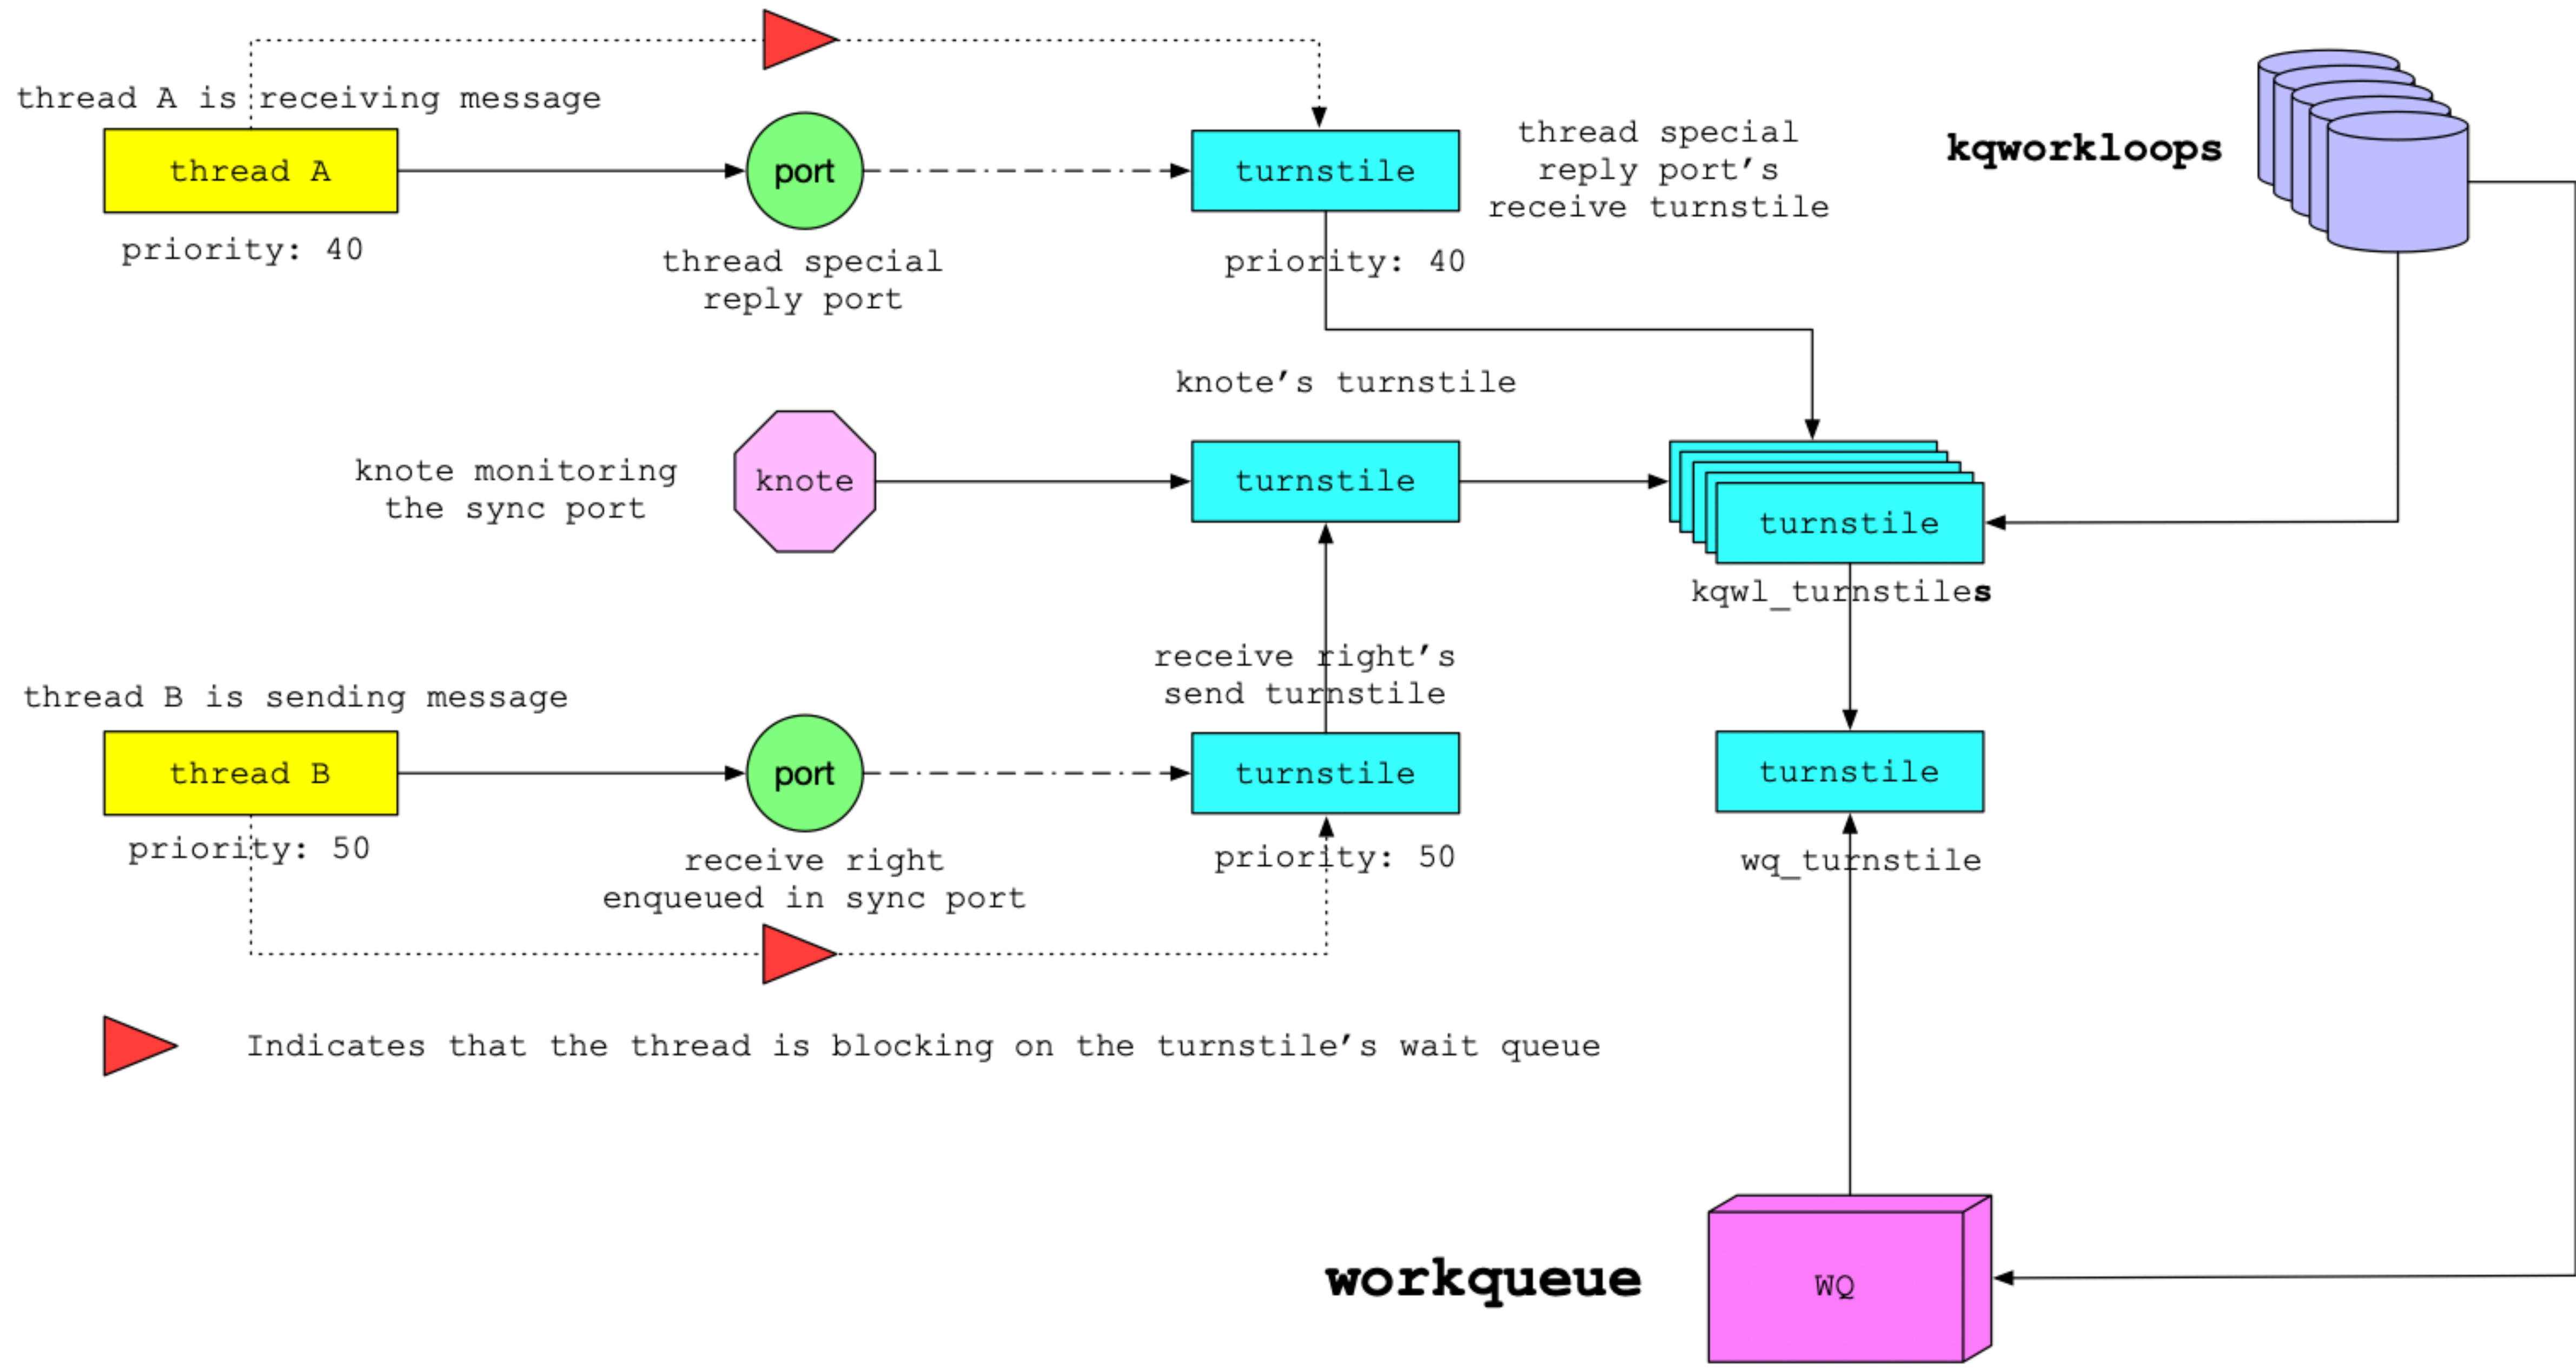 thread A is receiving message
thread A
priority: 40
port
thread special
reply port
turnstile
priority: 40
thread special
reply port’s
receive turnstile
kqworkloops
knote’s turnstile
knote monitoring
the sync port
knote
turnstile
turnstile
kqwl_turnstiles
receive right’s
send turnstile
thread B is sending message
thread B
priority: 50
port
receive right
enqueued in sync port
turnstile
priority: 50
turnstile
wq_turnstile
Indicates that the thread is blocking on the turnstile’s wait queue
workqueue
WQ